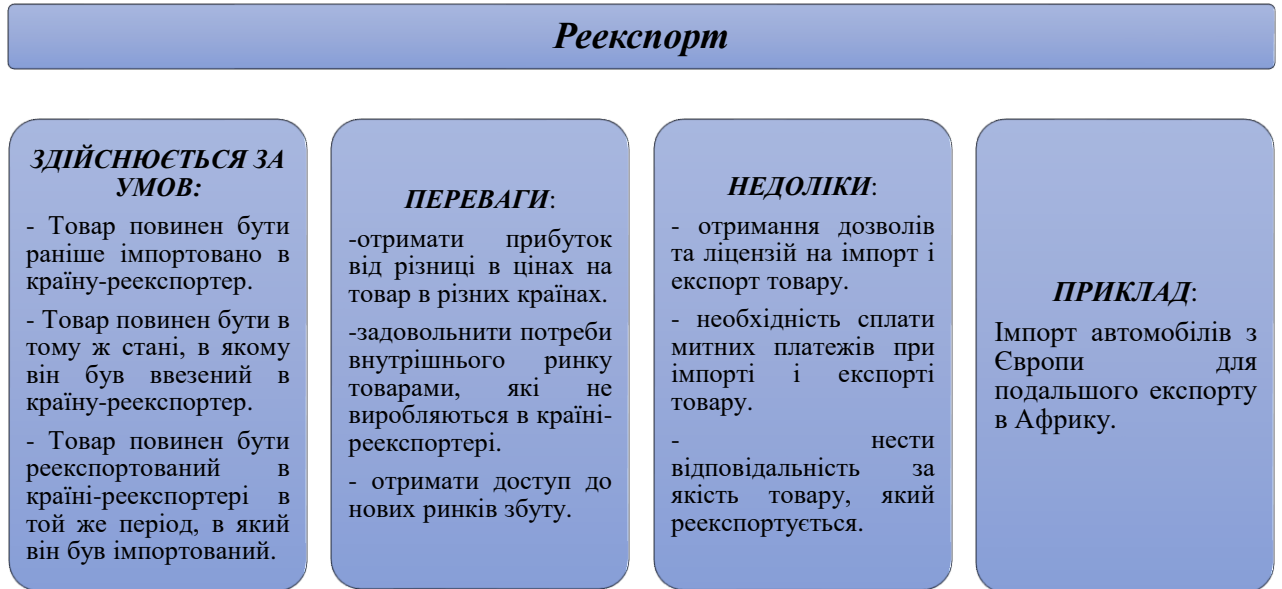 Реекспорт
ЗДІЙСНЮЄТЬСЯ ЗА
УМОВ:
- Товар повинен бути
раніше імпортовано в
країну-реекспортер.
- Товар повинен бути в
тому ж стані, в якому
він був ввезений в
країну-реекспортер.
- Товар повинен бути
реекспортований в
країні-реекспортері в
той же період, в який
він був імпортований.
ПЕРЕВАГИ:
-отримати прибуток
від різниці в цінах на
товар в різних країнах.
-задовольнити потреби
внутрішнього ринку
товарами, які не
виробляються в країні-
реекспортері.
- отримати доступ до
нових ринків збуту.
НЕДОЛІКИ:
- отримання дозволів
та ліцензій на імпорт і
експорт товару.
- необхідність сплати
митних платежів при
імпорті і експорті
товару.
- нести
відповідальність за
якість товару, який
реекспортується.
ПРИКЛАД:
Імпорт автомобілів з
Європи для
подальшого експорту
в Африку.